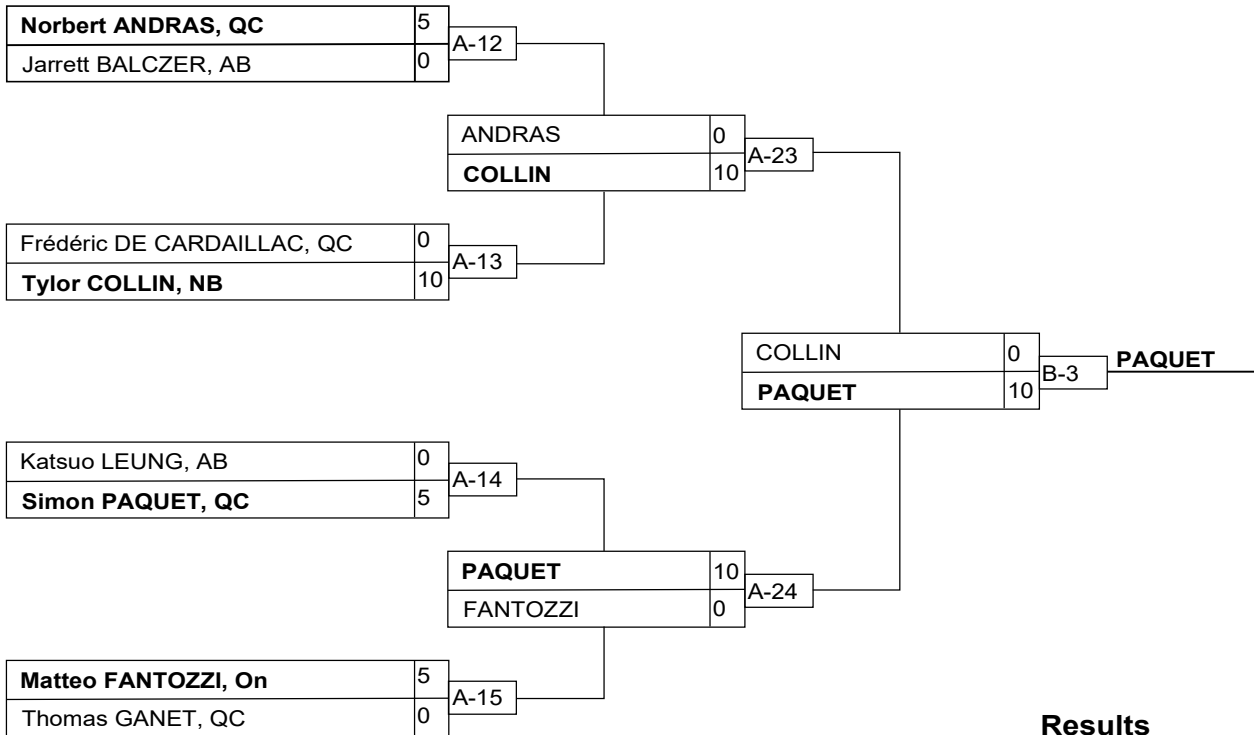 Norbert ANDRAS, QC 5
A-12
Jarrett BALCZER, AB 0
ANDRAS 0
A-23
COLLIN 10
Frédéric DE CARDAILLAC, QC 0
A-13
Tylor COLLIN, NB 10
COLLIN 0
B-3
PAQUET
PAQUET 10
Katsuo LEUNG, AB 0
A-14
Simon PAQUET, QC 5
PAQUET 10
A-24
FANTOZZI 0
Matteo FANTOZZI, On 5
A-15
Thomas GANET, QC 0
Results